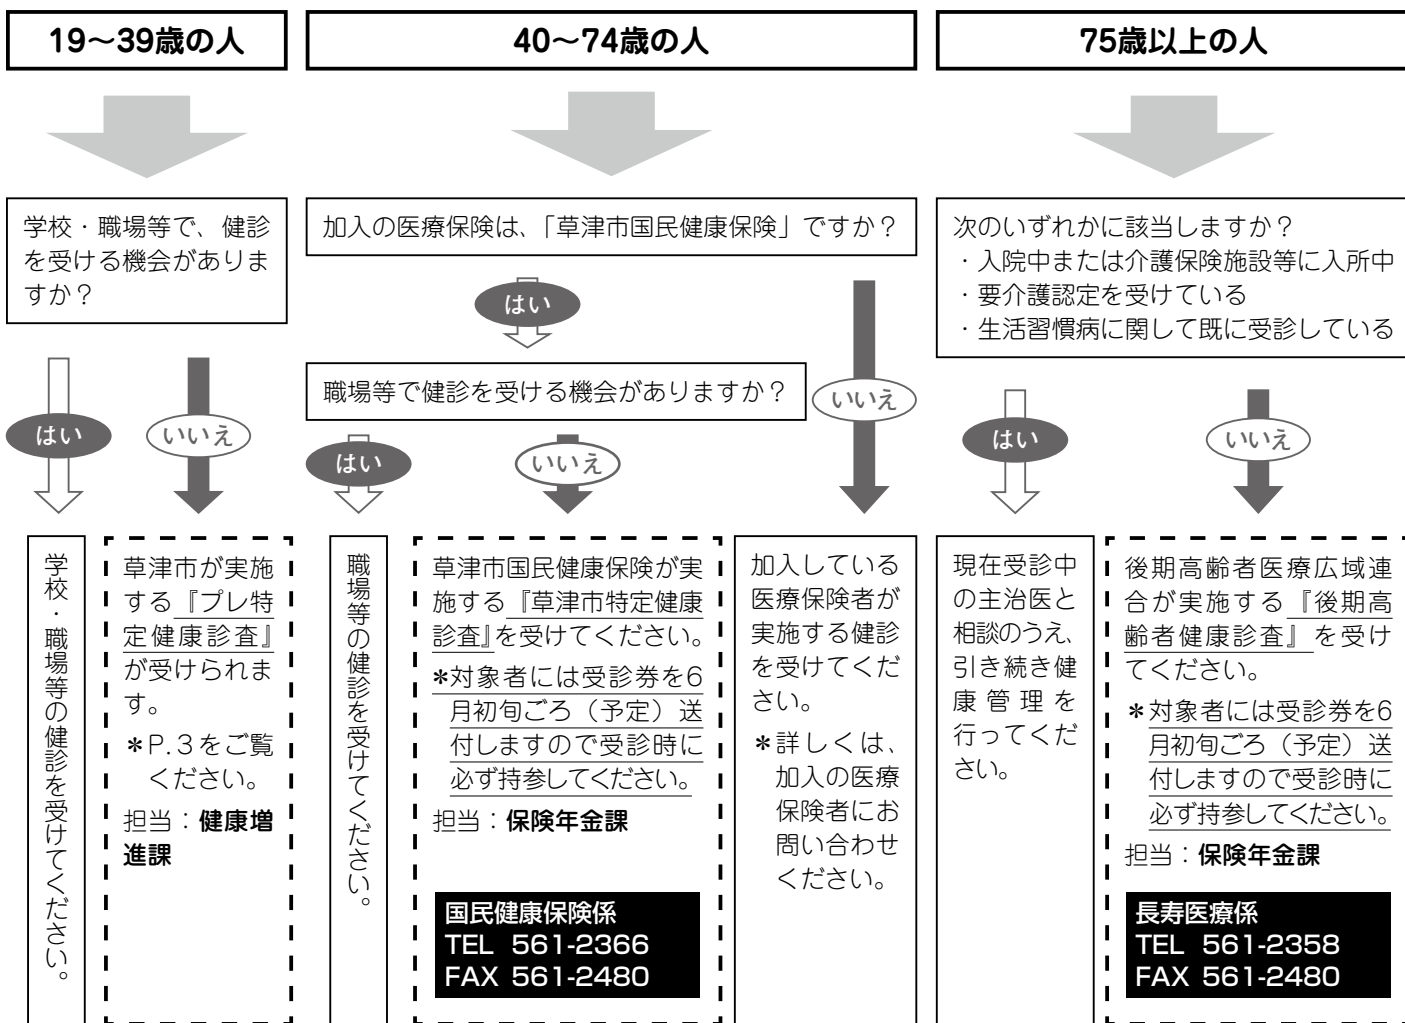 19～39歳の人
学校・職場等で、健診
を受ける機会がありま
すか？
はい
いいえ
学校・職場等の健診を受けてください。
草津市が実施
する『プレ特
定健康診査』
が受けられま
す。
＊P.3をご覧
ください。
担当：健康増
進課
40～74歳の人
加入の医療保険は、「草津市国民健康保険」ですか？
はい
いいえ
職場等で健診を受ける機会がありますか？
はい
いいえ
職場等の健診を受けてください。
草津市国民健康保険が実
施する『草津市特定健康
診査』を受けてください。
＊対象者には受診券を6
月初旬ごろ（予定）送
付しますので受診時に
必ず持参してください。
担当：保険年金課
国民健康保険係
TEL 561-2366
FAX 561-2480
加入している
医療保険者が
実施する健診
を受けてくだ
さい。
＊詳しくは、
加入の医療
保険者にお
問い合わせ
ください。
75歳以上の人
次のいずれかに該当しますか？
・入院中または介護保険施設等に入所中
・要介護認定を受けている
・生活習慣病に関して既に受診している
はい
いいえ
現在受診中
の主治医と
相談のうえ、
引き続き健
康管理を
行ってくだ
さい。
後期高齢者医療広域連
合が実施する『後期高
齢者健康診査』を受け
てください。
＊対象者には受診券を6
月初旬ごろ（予定）送
付しますので受診時に
必ず持参してください。
担当：保険年金課
長寿医療係
TEL 561-2358
FAX 561-2480